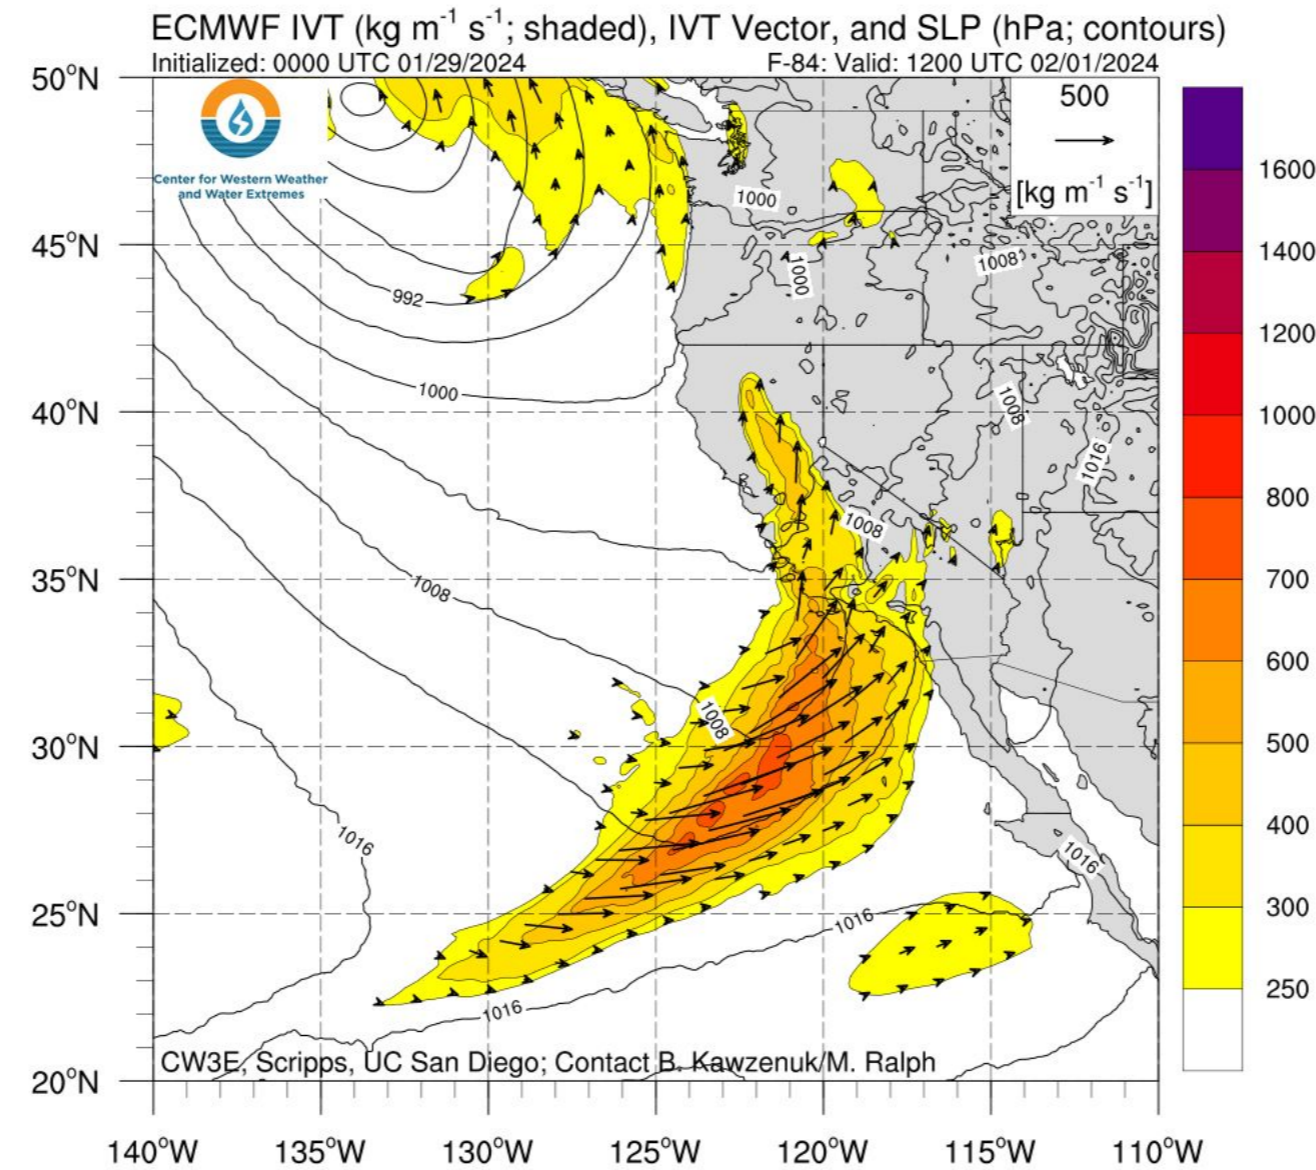 ECMWF IVT (kg m⁻¹ s⁻¹; shaded), IVT Vector, and SLP (hPa; contours)
Initialized: 0000 UTC 01/29/2024 F-84: Valid: 1200 UTC 02/01/2024
50°N
45°N
40°N
35°N
30°N
25°N
20°N
Center for Western Weather
and Water Extremes
500
[kg m⁻¹ s⁻¹]
1000
1000
1008
992
1000
1008
1016
1008
1008
1008
1016
1016
1016
1016
CW3E, Scripps, UC San Diego; Contact B. Kawzenuk/M. Ralph
140°W 135°W 130°W 125°W 120°W 115°W 110°W
1600
1400
1200
1000
800
700
600
500
400
300
250